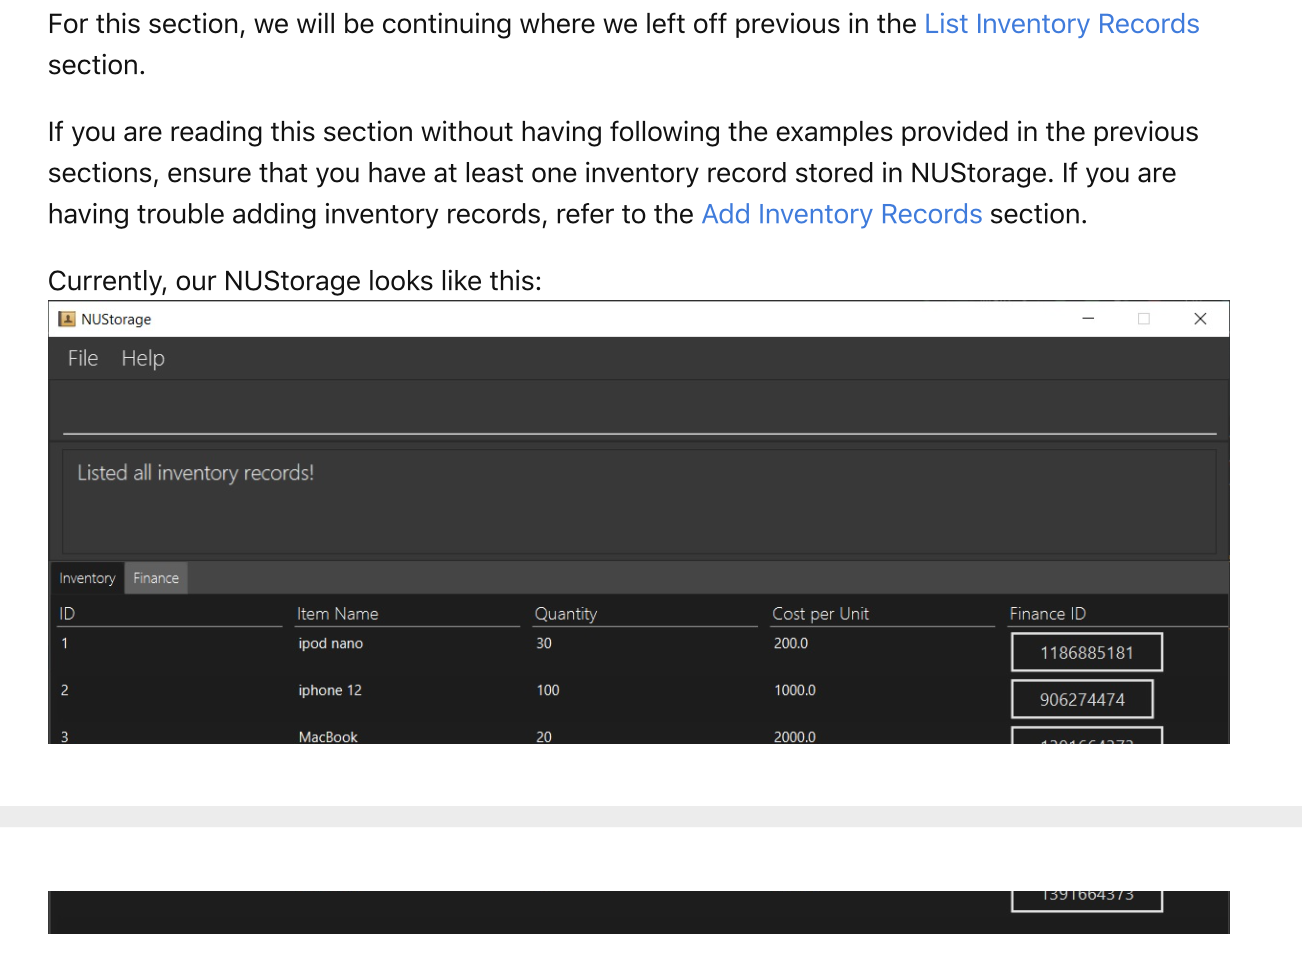 For this section, we will be continuing where we left off previous in the List Inventory Records
section.
If you are reading this section without having following the examples provided in the previous
sections, ensure that you have at least one inventory record stored in NUStorage. If you are
having trouble adding inventory records, refer to the Add Inventory Records section.
Currently, our NUStorage looks like this:
NUStorage
File Help
Listed all inventory records!
Inventory Finance
ID Item Name Quantity Cost per Unit Finance ID
1 ipod nano 30 200.0 1186885181
2 iphone 12 100 1000.0 906274474
3 MacBook 20 2000.0
1391664373